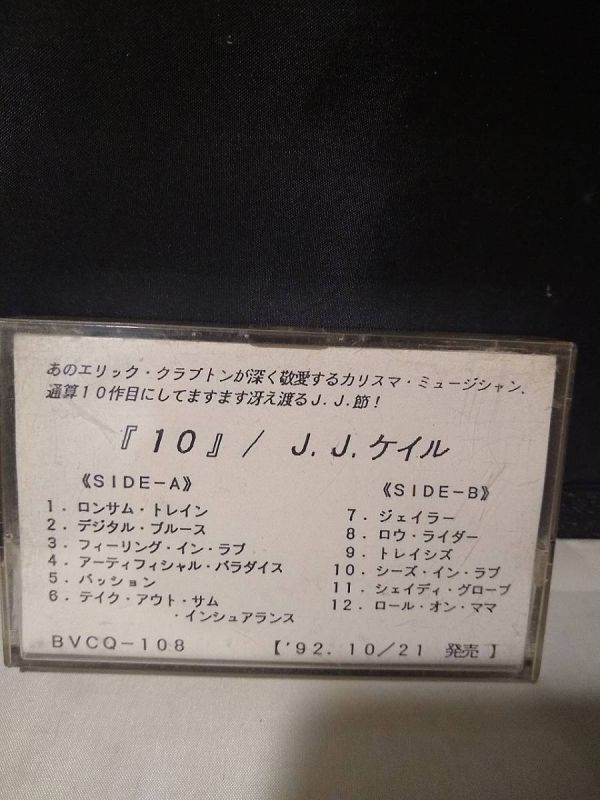 あのエリック・クラプトンが深く敬愛するカリスマ・ミュージシャン、
通算10作目にしてますます冴え渡るJ.J.節！
『10』/ J.J.ケイル
《SIDE-A》
1.ロンサム・トレイン
2.デジタル・ブルース
3.フィーリング・イン・ラブ
4.アーティフィシャル・パラダイス
5.パッション
6.テイク・アウト・サム
・インシュアランス
《SIDE-B》
7.ジェイラー
8.ロウ・ライダー
9.トレイシズ
10.シーズ・イン・ラブ
11.シェイディ・グローブ
12.ロール・オン・ママ
BVCQ-108 【'92.10/21 発売】